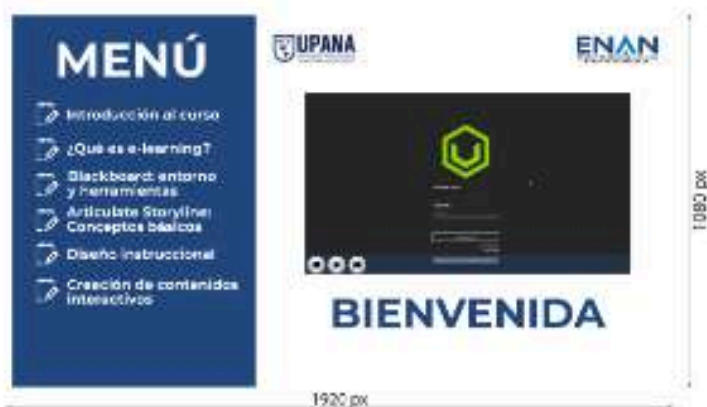 MENÚ
Introducción al curso
¿Qué es e-learning?
Blackboard: entorno
y herramientas
Articulate Storyline:
Conceptos básicos
Diseño instruccional
Creación de contenidos
interactivos
UPANA
ENAN
BIENVENIDA
1080 px
1920 px